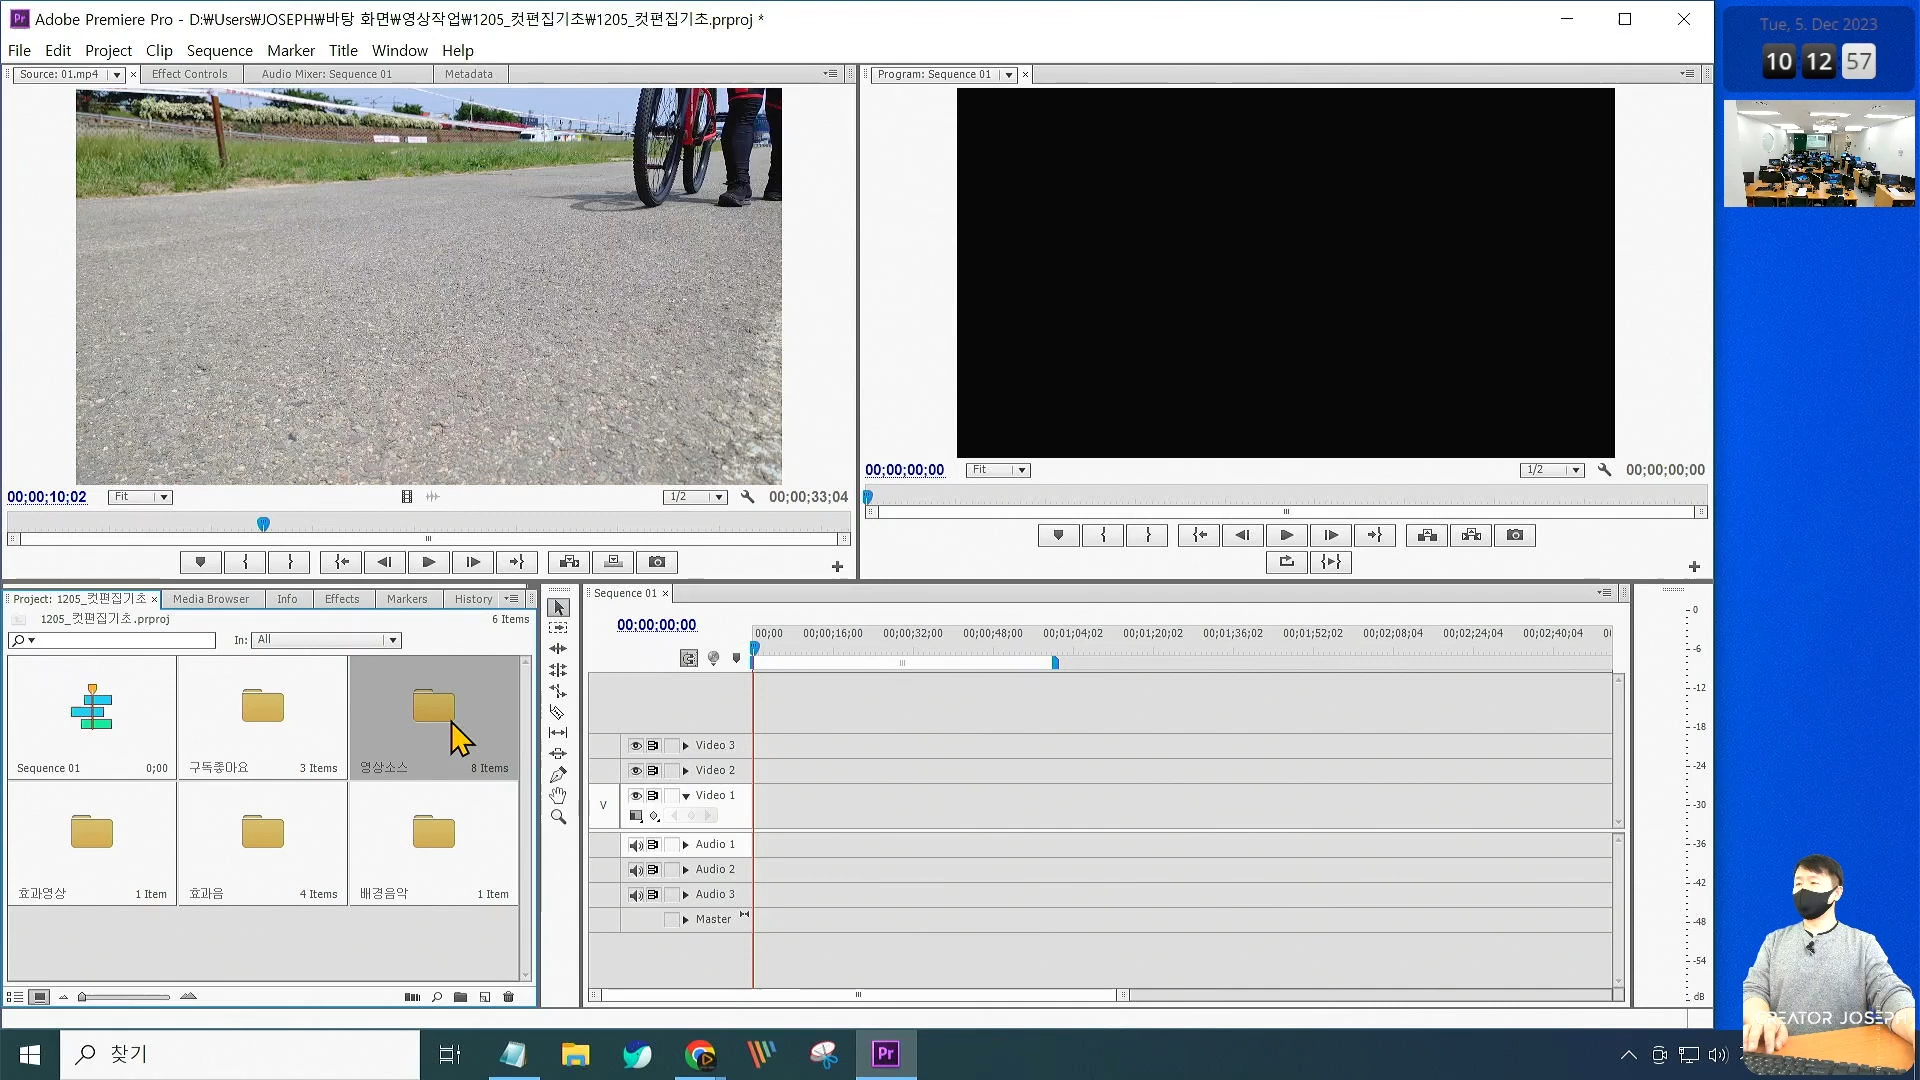 Adobe Premiere Pro - D:₩Users₩JOSEPH₩바탕 화면₩영상작업₩1205_컷편집기초₩1205_컷편집기초.prproj *
File Edit Project Clip Sequence Marker Title Window Help
Source: 01.mp4 Effect Controls Audio Mixer: Sequence 01 Metadata
Program: Sequence 01
Tue, 5. Dec 2023
10 12 57
00;00;10;02 Fit 1/2 00;00;33;04
00;00;00;00 Fit 1/2 00;00;00;00
Project: 1205_컷편집기초 Media Browser Info Effects Markers History
1205_컷편집기초.prproj 6 Items
In: All
Sequence 01 0;00
구독좋아요 3 Items
영상소스 8 Items
효과영상 1 Item
효과음 4 Items
배경음악 1 Item
Sequence 01
00;00;00;00
00;00 00;00;16;00 00;00;32;00 00;00;48;00 00;01;04;02 00;01;20;02 00;01;36;02 00;01;52;02 00;02;08;04 00;02;24;04 00;02;40;04
Video 3
Video 2
V Video 1
Audio 1
Audio 2
Audio 3
Master
0
-6
-12
-18
-24
-30
-36
-42
-48
-54
dB
CREATOR JOSEPH
찾기
Pr